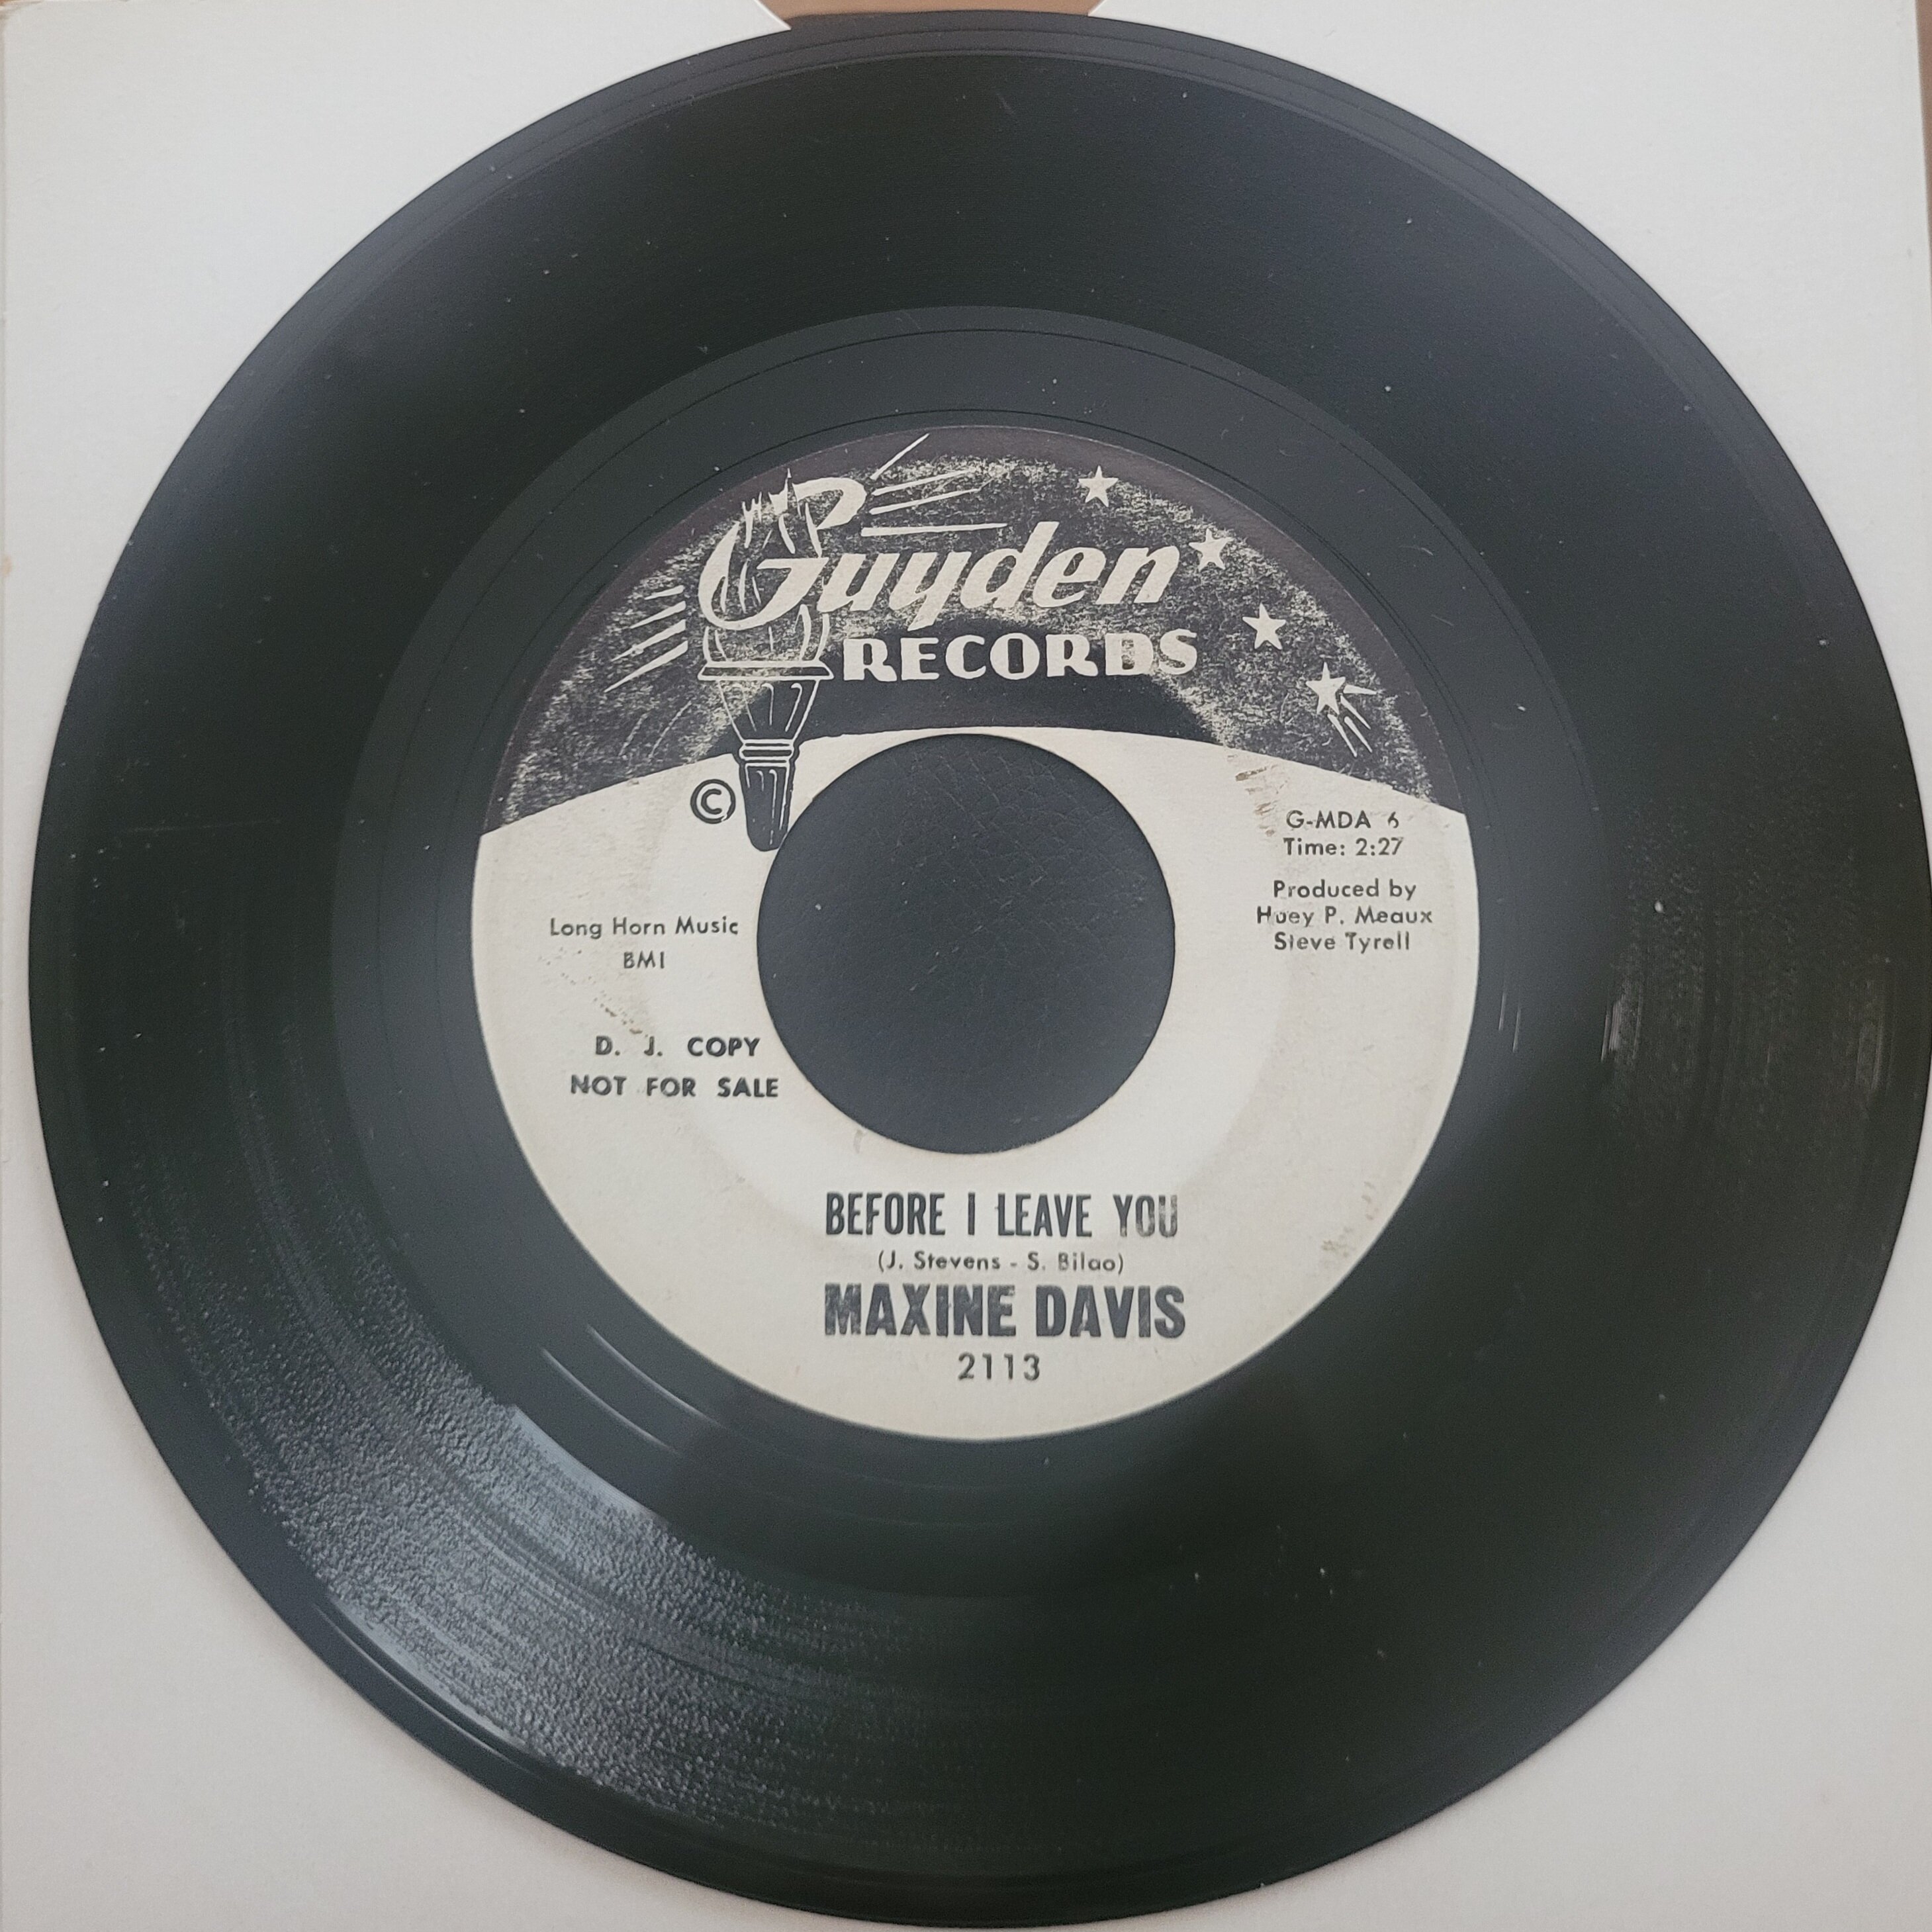 Guyden
RECORDS
©
G-MDA 6
Time: 2:27
Produced by
Huey P. Meaux
Steve Tyrell
Long Horn Music
BMI
D. J. COPY
NOT FOR SALE
BEFORE I LEAVE YOU
(J. Stevens - S. Bilao)
MAXINE DAVIS
2113